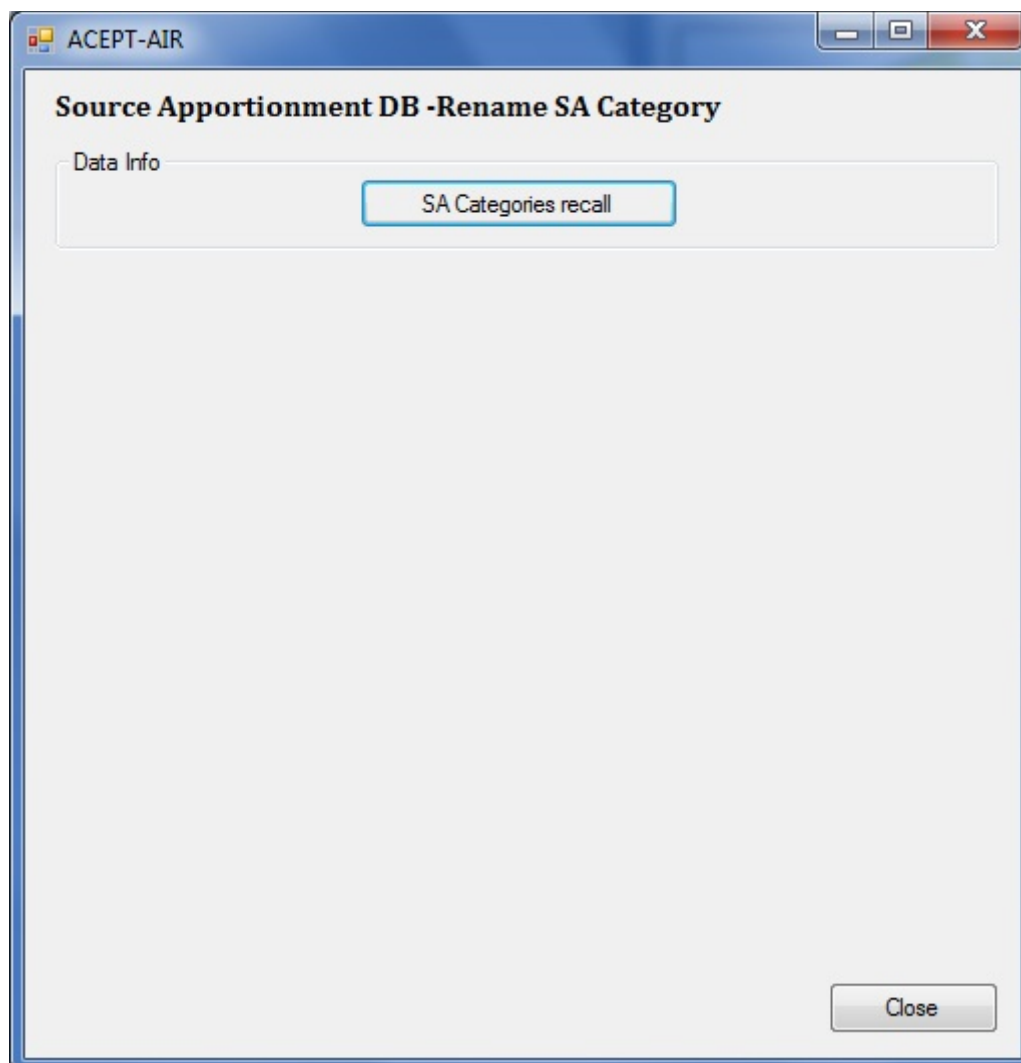 ACEPT-AIR
Source Apportionment DB -Rename SA Category
Data Info
SA Categories recall
Close